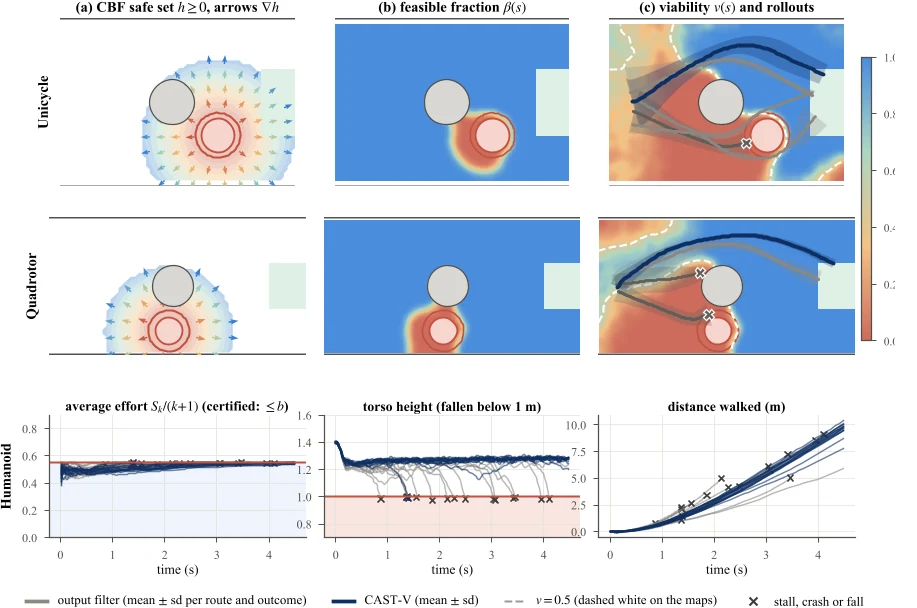 (a) CBF safe set h ≥ 0, arrows ∇h
(b) feasible fraction β(s)
(c) viability v(s) and rollouts
Unicycle
1.0
0.8
0.6
0.4
0.2
0.0
Quadrotor
Humanoid
average effort Sₖ/(k+1) (certified: ≤ b)
0.8
0.6
0.4
0.2
0.0
0 1 2 3 4
time (s)
torso height (fallen below 1 m)
1.6
1.4
1.2
1.0
0.8
0 1 2 3 4
time (s)
distance walked (m)
10.0
7.5
5.0
2.5
0.0
0 1 2 3 4
time (s)
output filter (mean ± sd per route and outcome)
CAST-V (mean ± sd)
v = 0.5 (dashed white on the maps)
stall, crash or fall